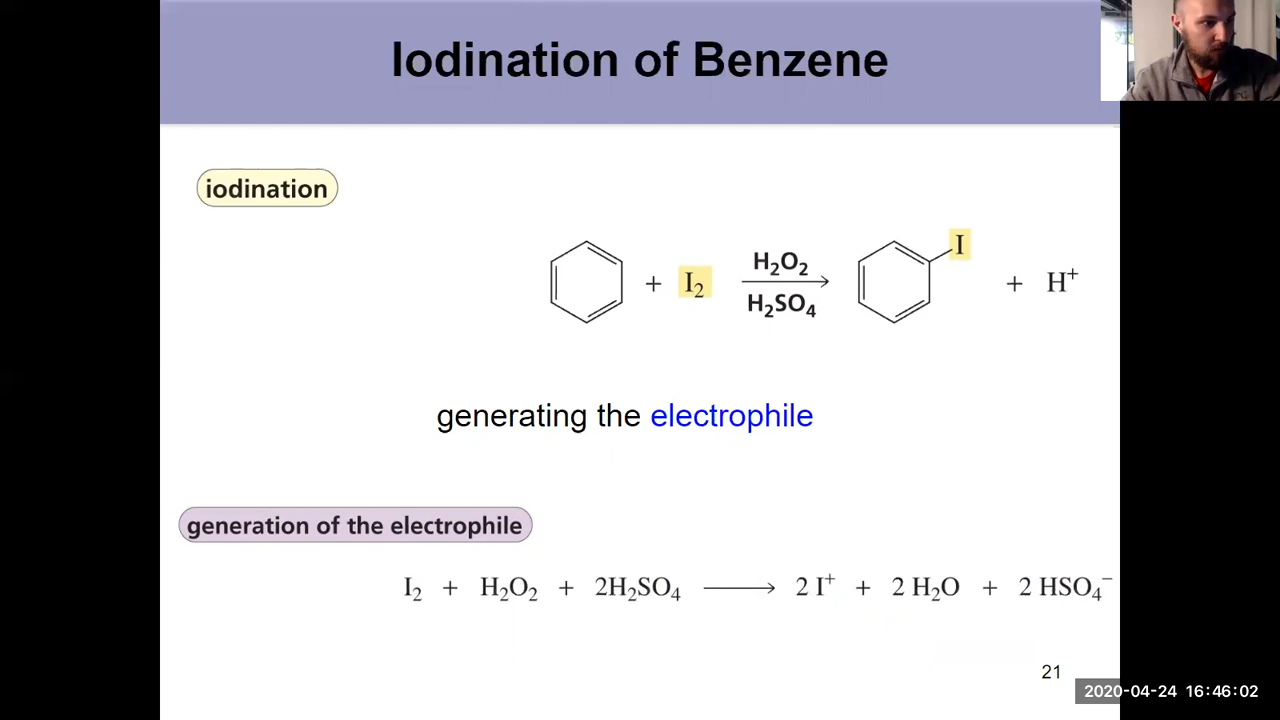 Iodination of Benzene
iodination
+ I₂ H₂O₂ H₂SO₄ I + H⁺
generating the electrophile
generation of the electrophile
I₂ + H₂O₂ + 2H₂SO₄ ⟶ 2 I⁺ + 2 H₂O + 2 HSO₄⁻
21
2020-04-24 16:46:02